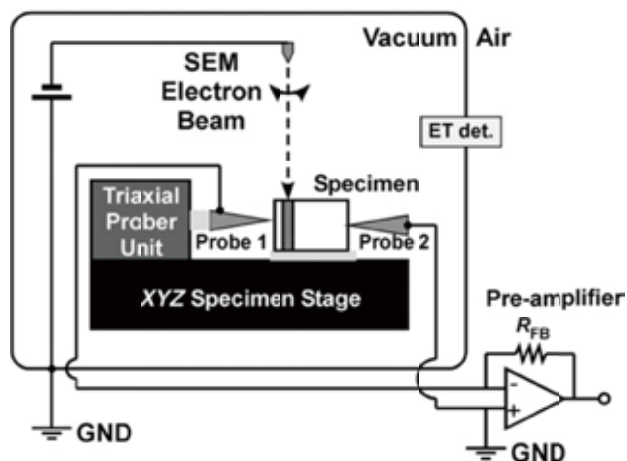 Vacuum Air
SEM
Electron
Beam
ET det.
Specimen
Triaxial
Prober
Unit
Probe 1
Probe 2
XYZ Specimen Stage
Pre-amplifier
RFB
-
+
GND
GND